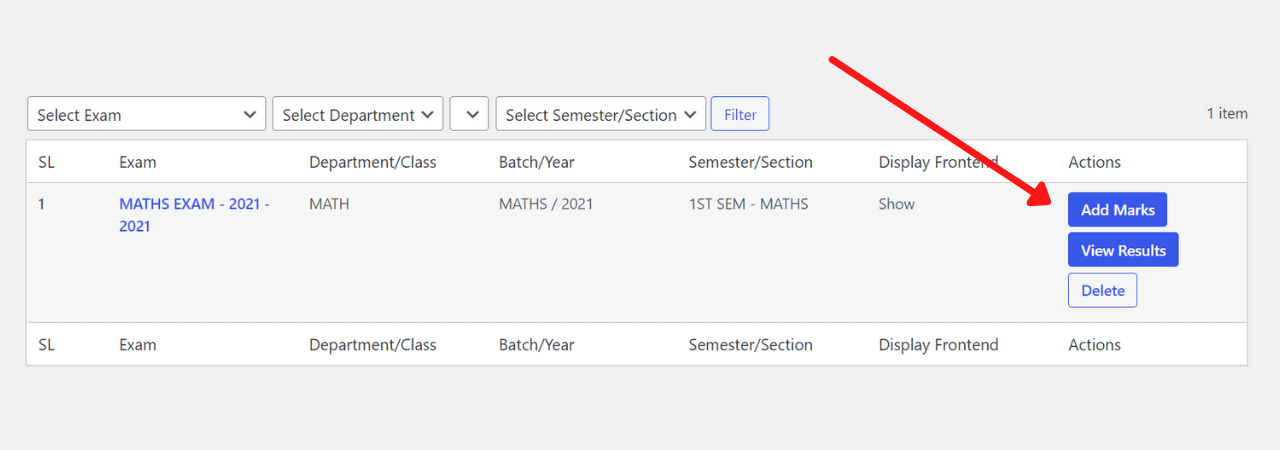 Select Exam Select Department Select Semester/Section Filter 1 item
SL Exam Department/Class Batch/Year Semester/Section Display Frontend Actions
1 MATHS EXAM - 2021 - MATH MATHS / 2021 1ST SEM - MATHS Show Add Marks
2021
View Results
Delete
SL Exam Department/Class Batch/Year Semester/Section Display Frontend Actions